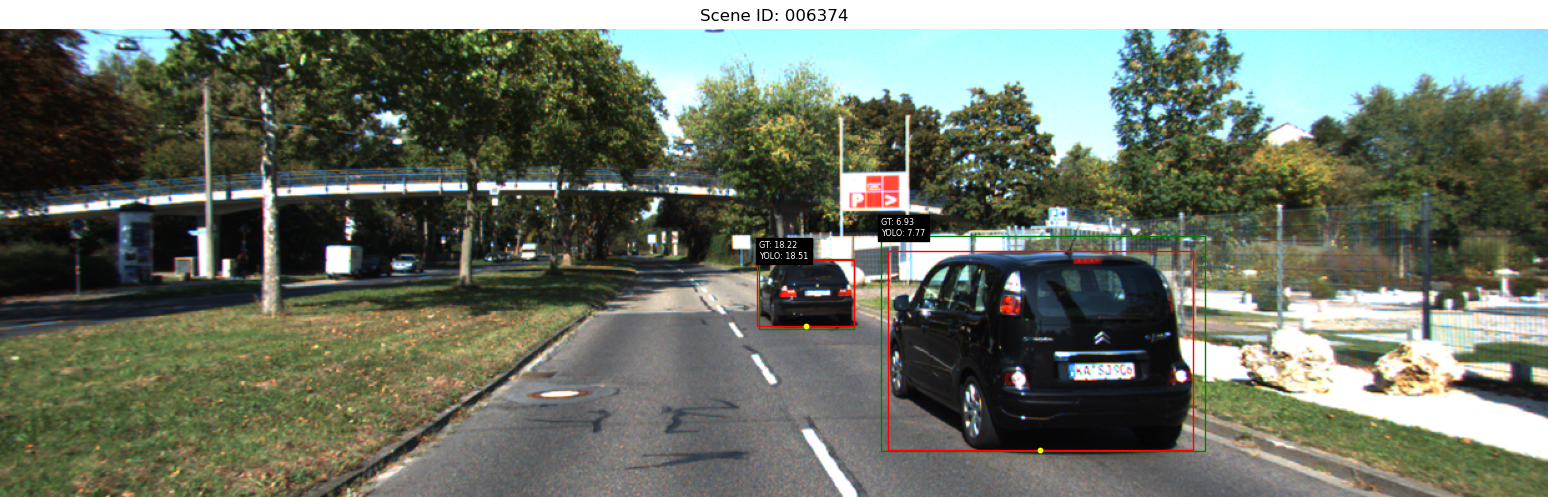 Scene ID: 006374
GT: 6.93
YOLO: 7.77
GT: 18.22
YOLO: 18.51
P >
KA SJ 906